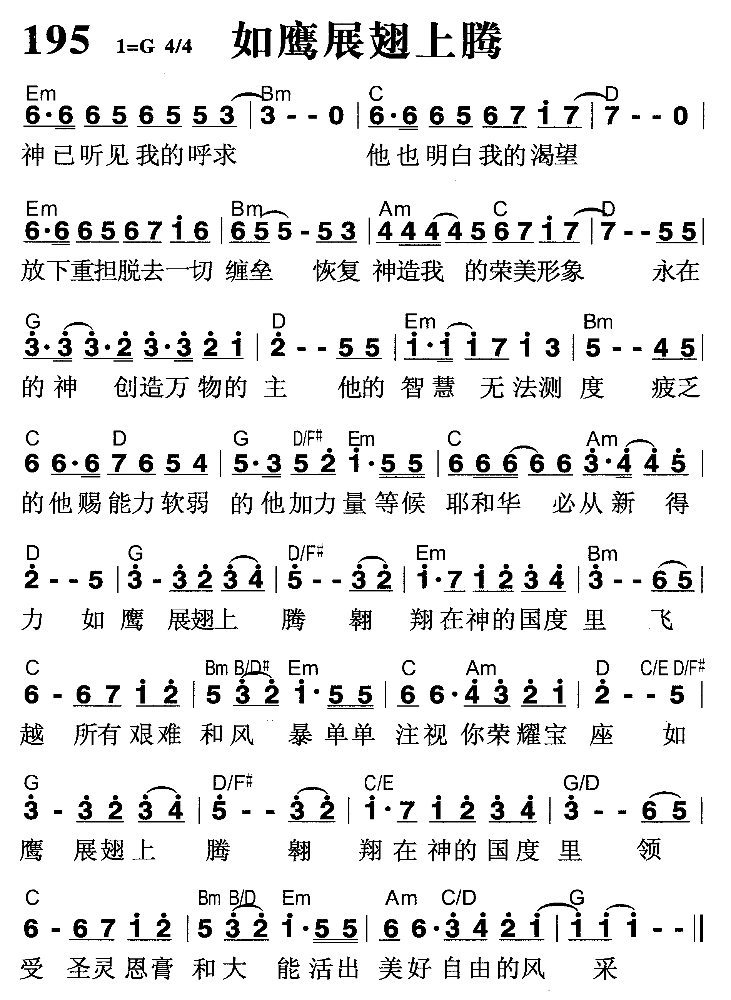 195 1=G 4/4 如鹰展翅上腾
Em Bm C D
6·6 6 5 6 5 5 3 | 3 - - 0 | 6·6 6 5 6 7 1 7 | 7 - - 0 |
神已听见我的呼求 他也明白我的渴望
Em Bm Am C D
6·6 6 5 6 7 1 6 | 6 5 5 - 5 3 | 4 4 4 4 5 6 7 1 7 | 7 - - 5 5 |
放下重担脱去一切 缠垒 恢复 神造我 的荣美形象 永在
G D Em Bm
3·3 3·2 3·3 2 1 | 2 - - 5 5 | 1·1 1 7 1 3 | 5 - - 4 5 |
的神 创造万物的 主 他的 智慧 无法测 度 疲乏
C D G D/F# Em C Am
6 6·6 7 6 5 4 | 5·3 5 2 1·5 5 | 6 6 6 6 6 3·4 4 5 |
的他赐能力软弱 的他加力量等候 耶和华 必从新 得
D G D/F# Em Bm
2 - - 5 | 3 - 3 2 3 4 | 5 - - 3 2 | 1·7 1 2 3 4 | 3 - - 6 5 |
力 如 鹰 展翅上 腾 翱 翔在神的国度 里 飞
C Bm B/D# Em C Am D C/E D/F#
6 - 6 7 1 2 | 5 3 2 1·5 5 | 6 6·4 3 2 1 | 2 - - 5 |
越 所有艰难 和风 暴单单 注视你荣耀宝 座 如
G D/F# C/E G/D
3 - 3 2 3 4 | 5 - - 3 2 | 1·7 1 2 3 4 | 3 - - 6 5 |
鹰 展翅上 腾 翱 翔在神的国度 里 领
C Bm B/D Em Am C/D G
6 - 6 7 1 2 | 5 3 2 1·5 5 | 6 6·3 4 2 1 | 1 1 1 - - ‖
受 圣灵恩膏 和大 能活出 美好自由的风 采